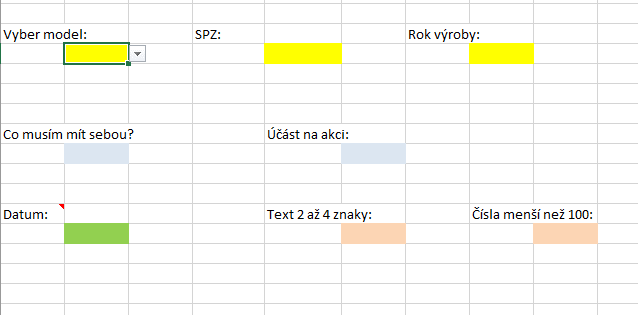 Vyber model: SPZ: Rok výroby:
Co musím mít sebou? Účást na akci:
Datum: Text 2 až 4 znaky: Čísla menší než 100: